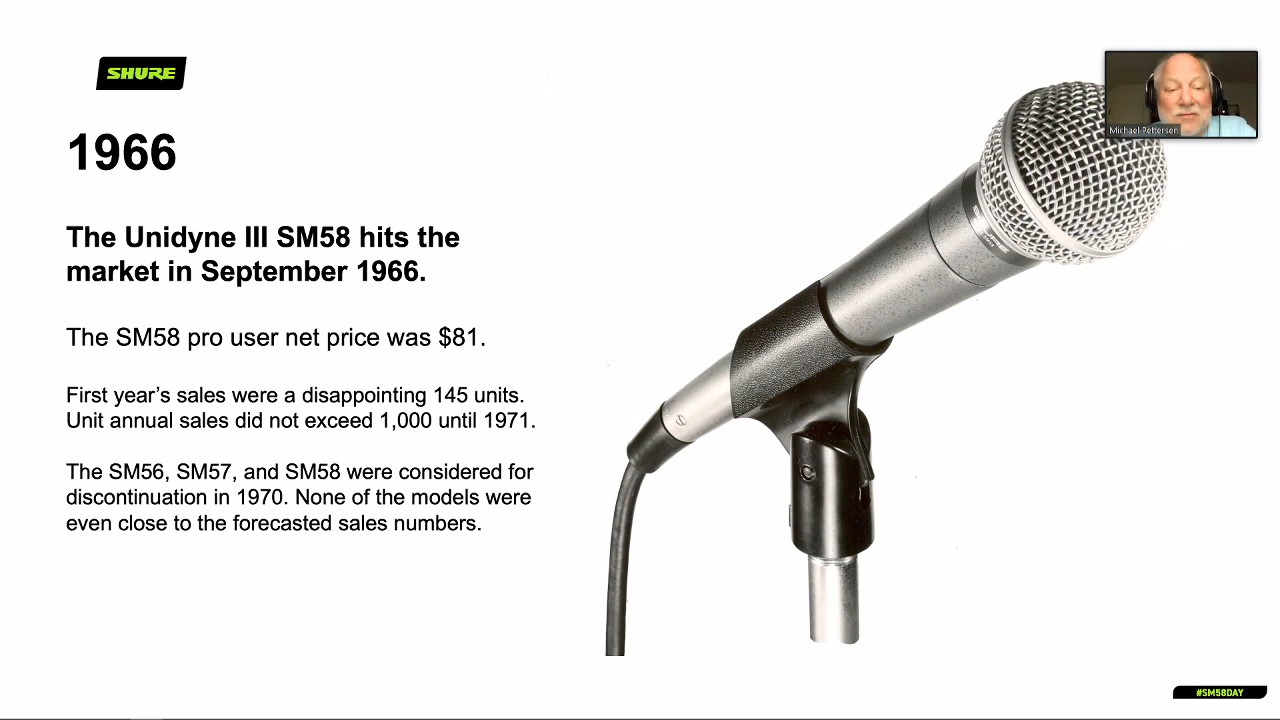 SHURE
1966
Michael Pettersen
The Unidyne III SM58 hits the
market in September 1966.
The SM58 pro user net price was $81.
First year’s sales were a disappointing 145 units.
Unit annual sales did not exceed 1,000 until 1971.
The SM56, SM57, and SM58 were considered for
discontinuation in 1970. None of the models were
even close to the forecasted sales numbers.
#SM58DAY